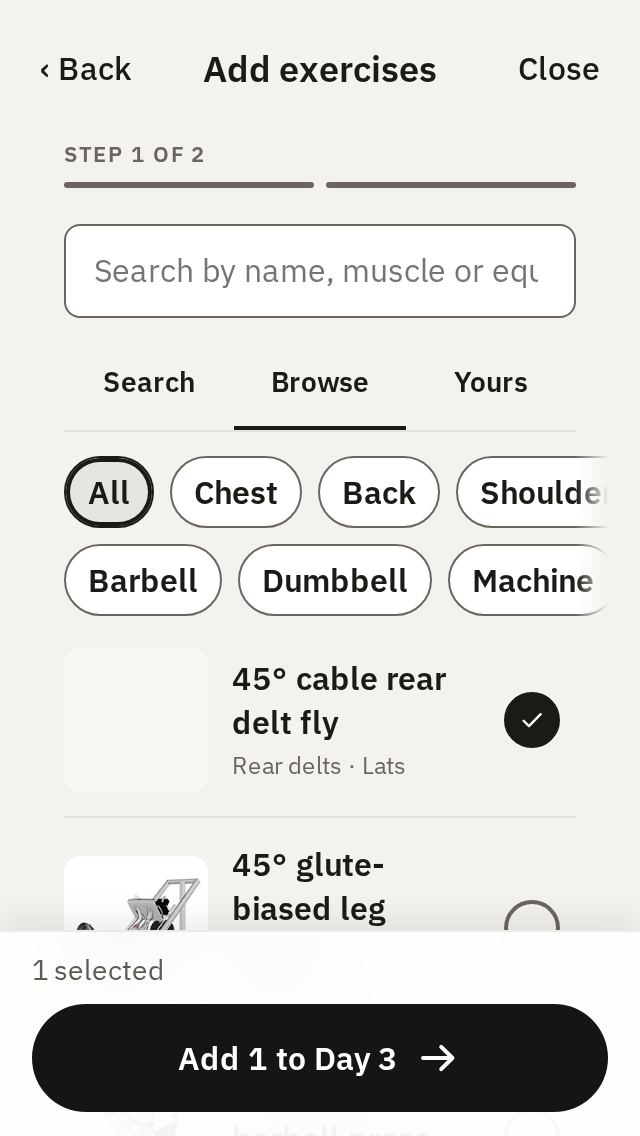 ‹ Back
Add exercises
Close
STEP 1 OF 2
Search by name, muscle or equ
Search
Browse
Yours
All
Chest
Back
Shoulder
Barbell
Dumbbell
Machine
45° cable rear
delt fly
Rear delts · Lats
45° glute-
biased leg
1 selected
Add 1 to Day 3 →
barbell press